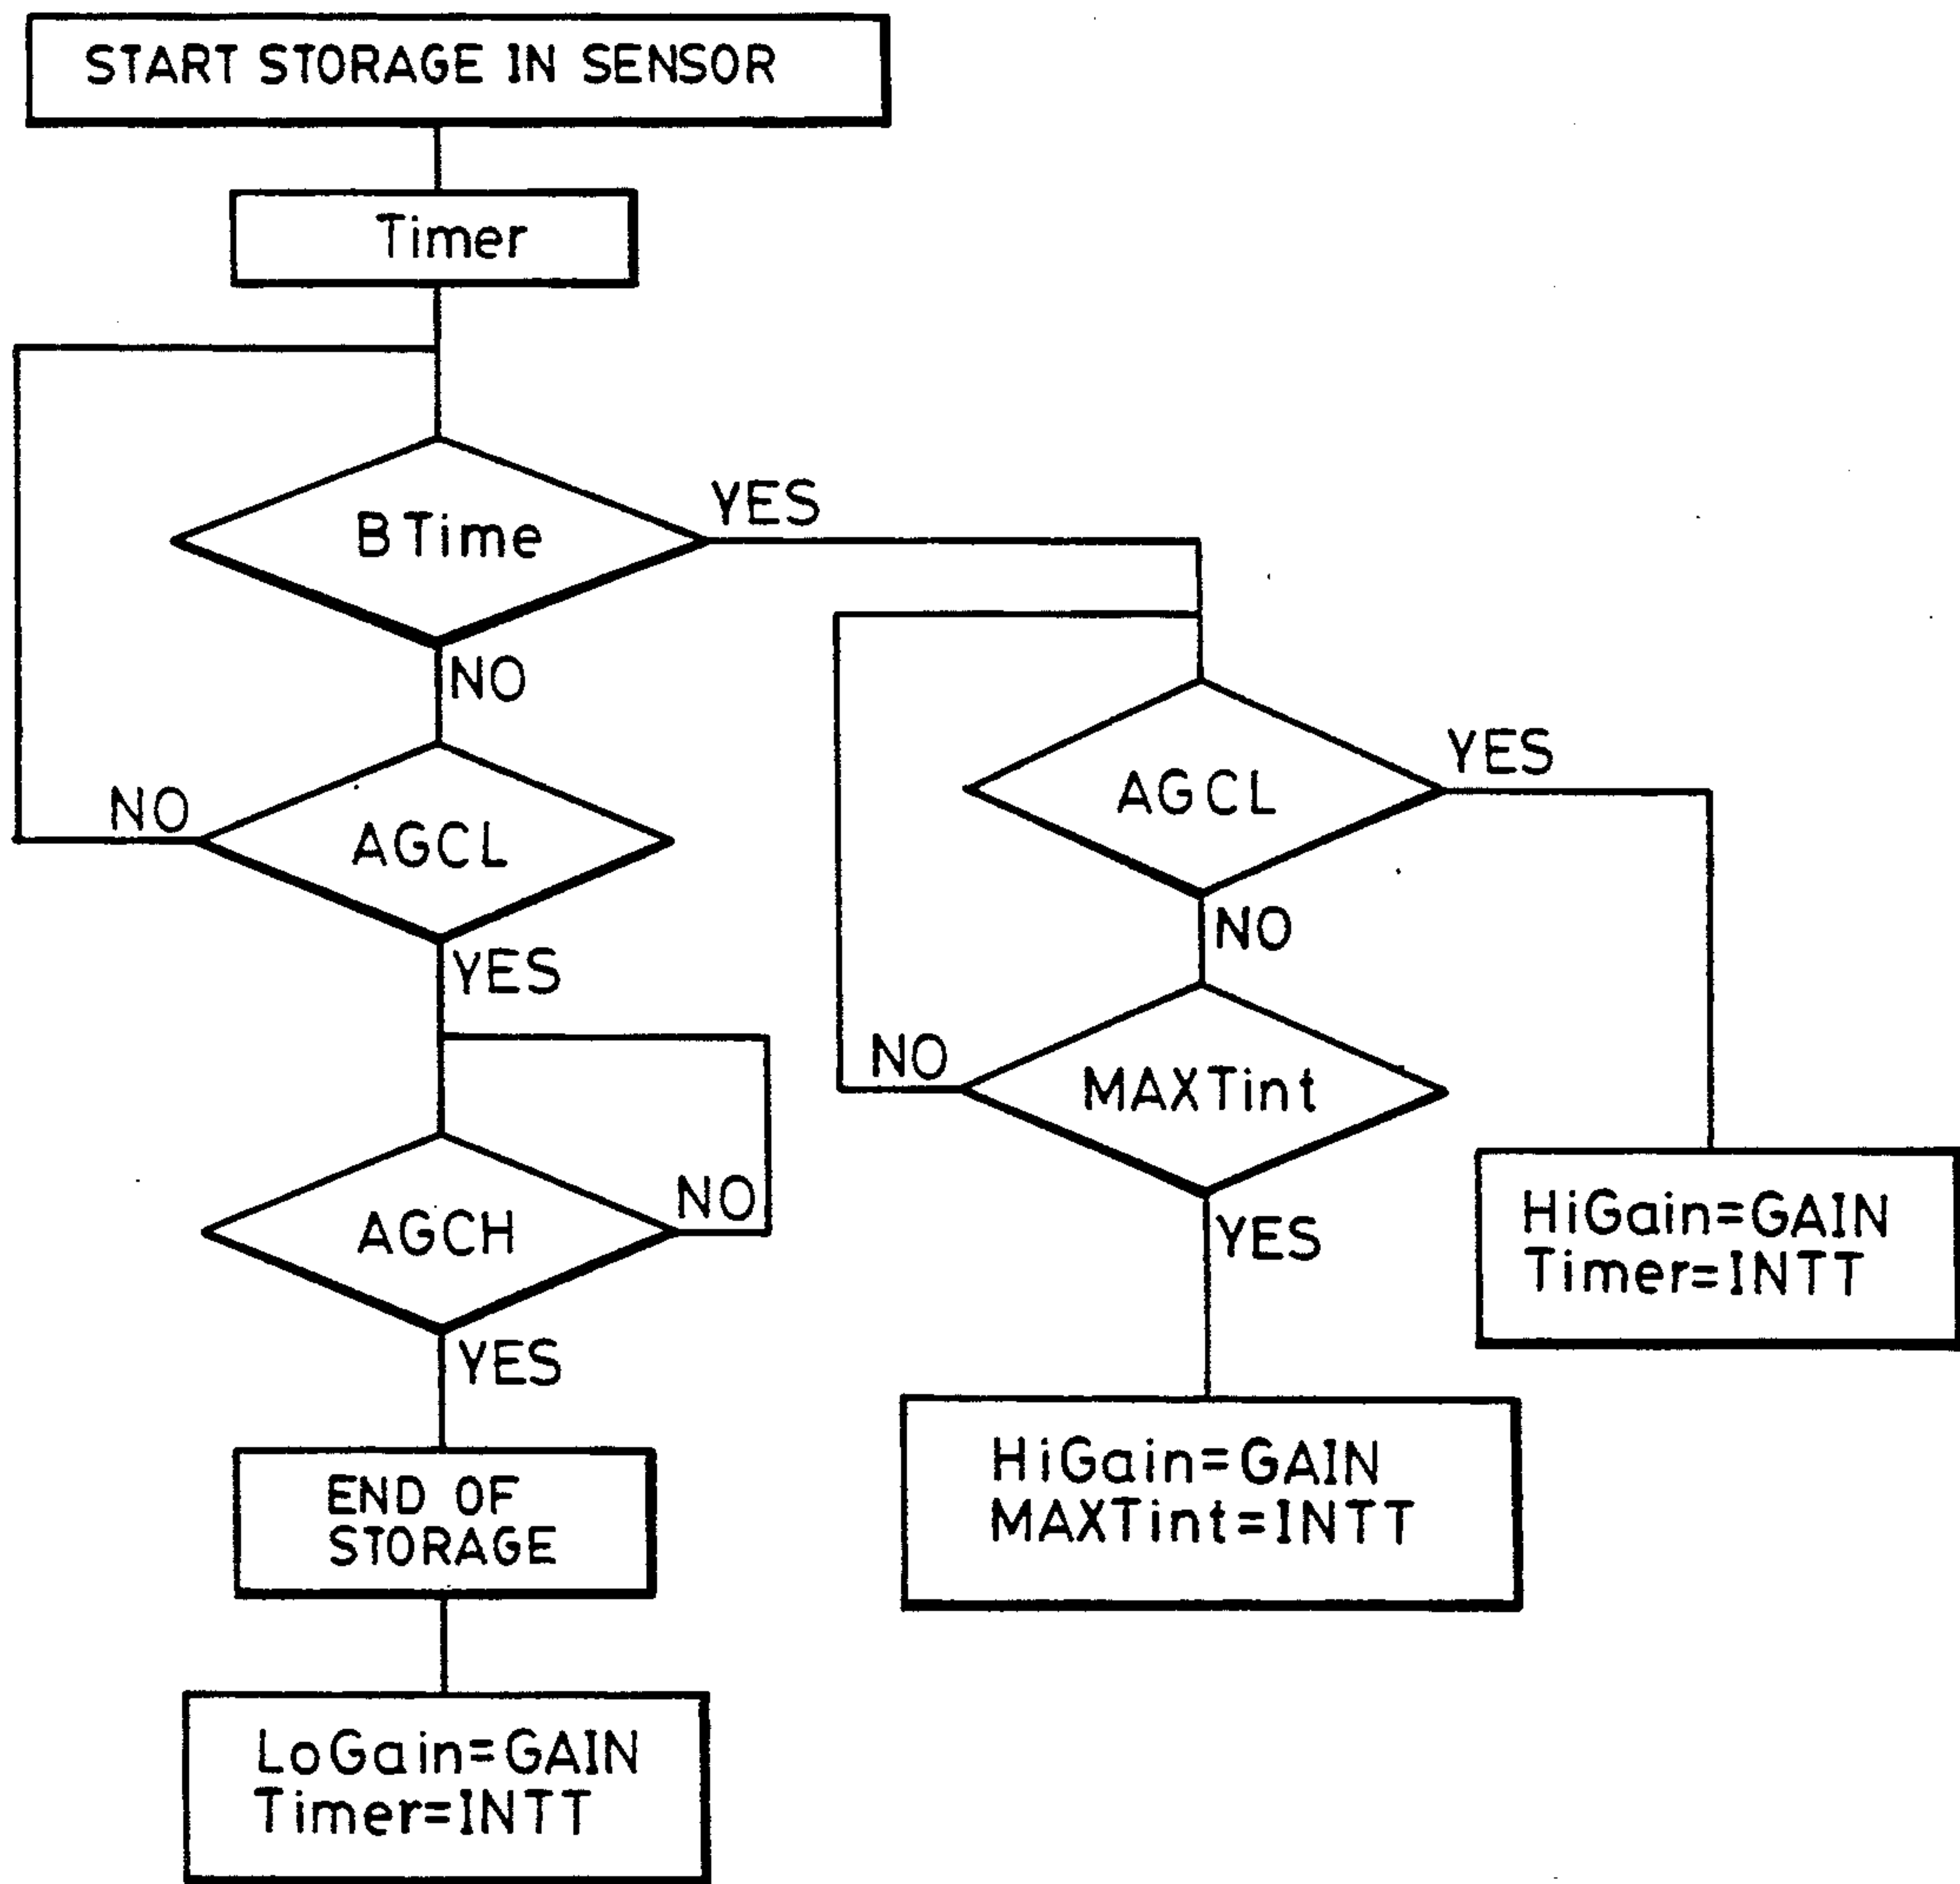 START STORAGE IN SENSOR
Timer
BTime
YES
NO
AGCL
NO
YES
AGCH
NO
YES
END OF
STORAGE
LoGain=GAIN
Timer=INTT
AGCL
YES
NO
MAXTint
NO
YES
HiGain=GAIN
MAXTint=INTT
HiGain=GAIN
Timer=INTT